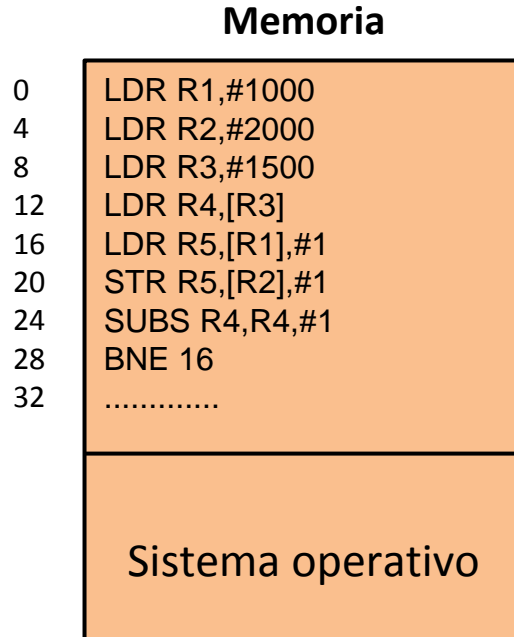 Memoria
0 LDR R1,#1000
4 LDR R2,#2000
8 LDR R3,#1500
12 LDR R4,[R3]
16 LDR R5,[R1],#1
20 STR R5,[R2],#1
24 SUBS R4,R4,#1
28 BNE 16
32 .............
Sistema operativo